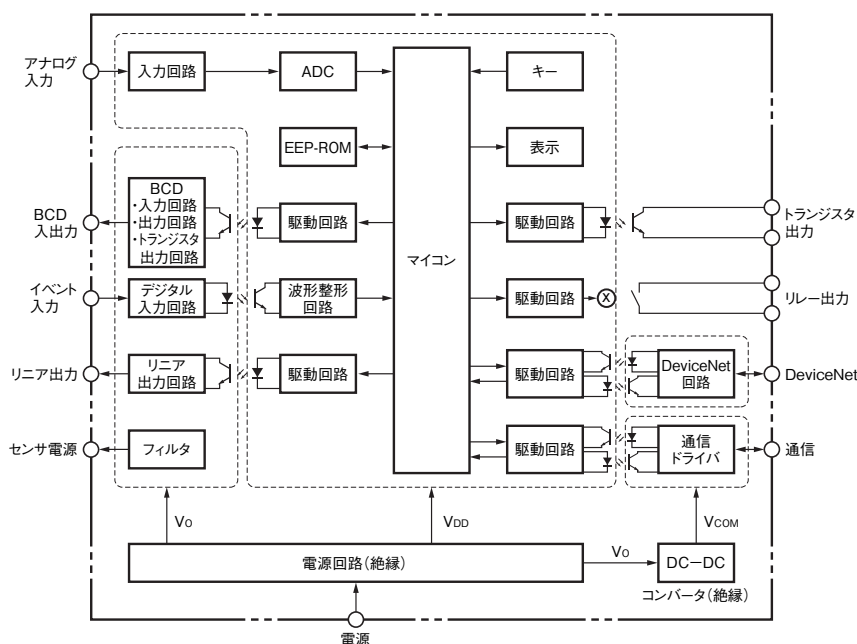 アナログ
入力
入力回路
ADC
キー
EEP-ROM
表示
BCD
入出力
BCD
・入力回路
・出力回路
・トランジスタ
出力回路
駆動回路
マイコン
駆動回路
トランジスタ
出力
イベント
入力
デジタル
入力回路
波形整形
回路
駆動回路
X
リレー出力
リニア出力
リニア
出力回路
駆動回路
駆動回路
DeviceNet
回路
DeviceNet
センサ電源
フィルタ
駆動回路
通信
ドライバ
通信
VO
VDD
VCOM
電源回路（絶縁）
VO
DC−DC
コンバータ（絶縁）
電源